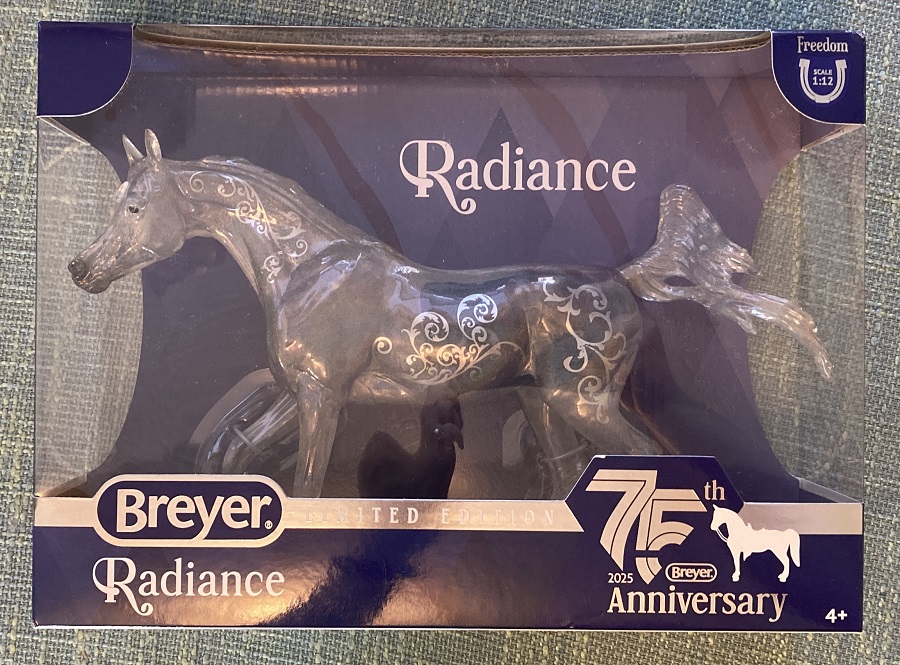 Freedom
SCALE
1:12
Radiance
Breyer®
LIMITED EDITION
Radiance
75th
2025 Breyer®
Anniversary
4+